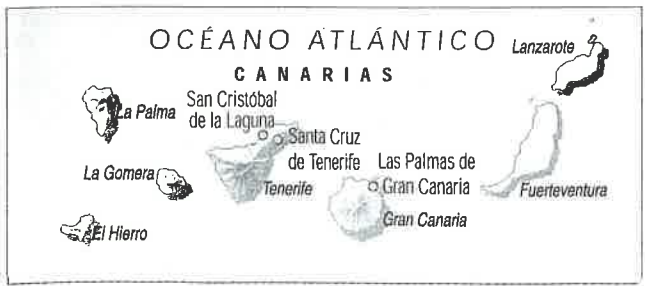 OCÉANO ATLÁNTICO
CANARIAS
Lanzarote
La Palma
San Cristóbal
de la Laguna
Santa Cruz
de Tenerife
La Gomera
Tenerife
Las Palmas de
Gran Canaria
Fuerteventura
Gran Canaria
El Hierro